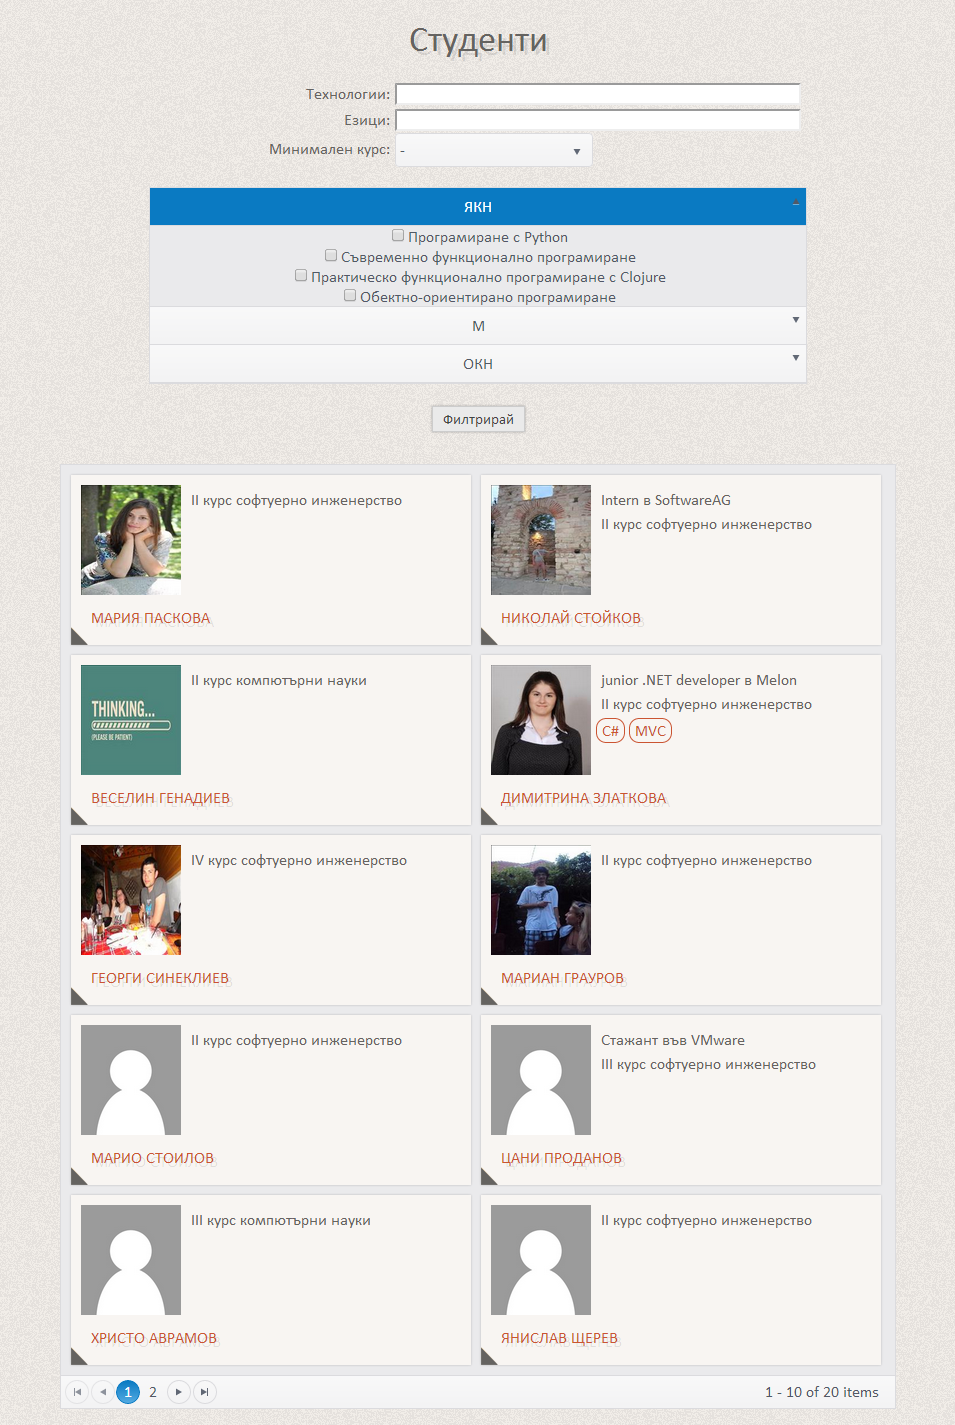 Студенти
Технологии:
Езици:
Минимален курс: -
ЯКН
Програмиране с Python
Съвременно функционално програмиране
Практическо функционално програмиране с Clojure
Обектно-ориентирано програмиране
М
ОКН
Филтрирай
II курс софтуерно инженерство
МАРИЯ ПАСКОВА
Intern в SoftwareAG
II курс софтуерно инженерство
НИКОЛАЙ СТОЙКОВ
THINKING...
(PLEASE BE PATIENT)
II курс компютърни науки
ВЕСЕЛИН ГЕНАДИЕВ
junior .NET developer в Melon
II курс софтуерно инженерство
C# MVC
ДИМИТРИНА ЗЛАТКОВА
IV курс софтуерно инженерство
ГЕОРГИ СИНЕКЛИЕВ
II курс софтуерно инженерство
МАРИАН ГРАУРОВ
II курс софтуерно инженерство
МАРИО СТОИЛОВ
Стажант във VMware
III курс софтуерно инженерство
ЦАНИ ПРОДАНОВ
III курс компютърни науки
ХРИСТО АВРАМОВ
II курс софтуерно инженерство
ЯНИСЛАВ ЩЕРЕВ
1 2
1 - 10 of 20 items